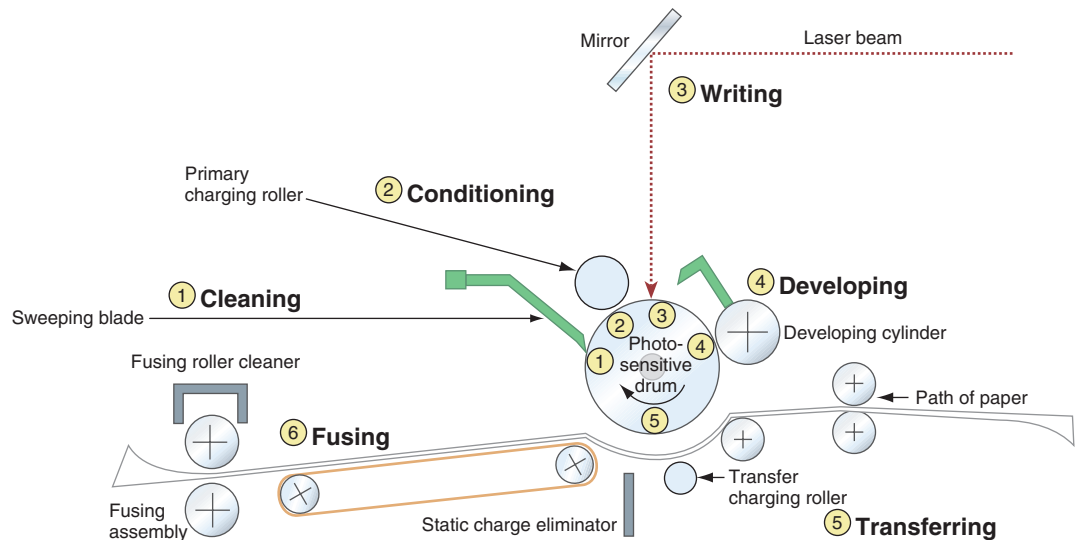 Mirror
Laser beam
3 Writing
Primary
charging roller
2 Conditioning
1 Cleaning
Sweeping blade
4 Developing
Developing cylinder
2
3
4
1
Photo-
sensitive
drum
5
Fusing roller cleaner
Path of paper
6 Fusing
Fusing
assembly
Static charge eliminator
Transfer
charging roller
5 Transferring